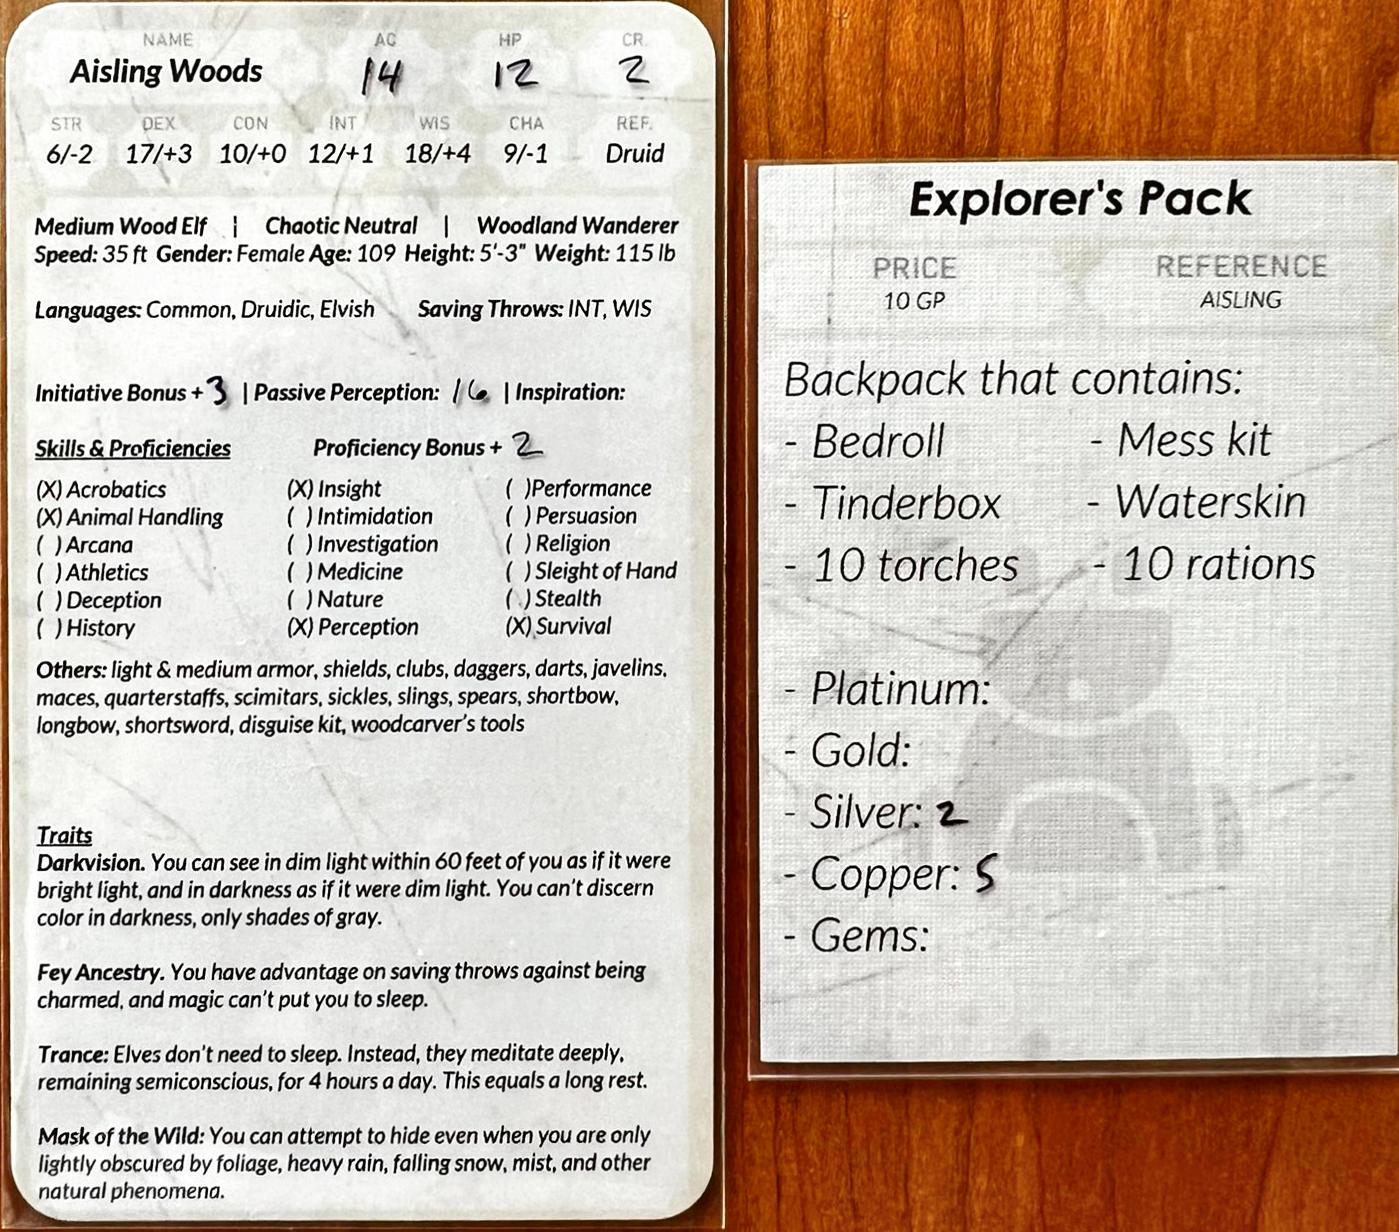 NAME AC HP CR.
Aisling Woods 14 12 2
STR DEX CON INT WIS CHA REF.
6/-2 17/+3 10/+0 12/+1 18/+4 9/-1 Druid
Medium Wood Elf | Chaotic Neutral | Woodland Wanderer
Speed: 35 ft Gender: Female Age: 109 Height: 5'-3" Weight: 115 lb
Languages: Common, Druidic, Elvish Saving Throws: INT, WIS
Initiative Bonus + 3 | Passive Perception: 16 | Inspiration:
Skills & Proficiencies Proficiency Bonus + 2
(X) Acrobatics (X) Insight ( )Performance
(X) Animal Handling ( ) Intimidation ( ) Persuasion
( ) Arcana ( ) Investigation ( ) Religion
( ) Athletics ( ) Medicine ( ) Sleight of Hand
( ) Deception ( ) Nature ( ) Stealth
( ) History (X) Perception (X) Survival
Others: light & medium armor, shields, clubs, daggers, darts, javelins,
maces, quarterstaffs, scimitars, sickles, slings, spears, shortbow,
longbow, shortsword, disguise kit, woodcarver's tools
Traits
Darkvision. You can see in dim light within 60 feet of you as if it were
bright light, and in darkness as if it were dim light. You can't discern
color in darkness, only shades of gray.
Fey Ancestry. You have advantage on saving throws against being
charmed, and magic can't put you to sleep.
Trance: Elves don't need to sleep. Instead, they meditate deeply,
remaining semiconscious, for 4 hours a day. This equals a long rest.
Mask of the Wild: You can attempt to hide even when you are only
lightly obscured by foliage, heavy rain, falling snow, mist, and other
natural phenomena.
Explorer's Pack
PRICE REFERENCE
10 GP AISLING
Backpack that contains:
- Bedroll - Mess kit
- Tinderbox - Waterskin
- 10 torches - 10 rations
- Platinum:
- Gold:
- Silver: 2
- Copper: 5
- Gems: